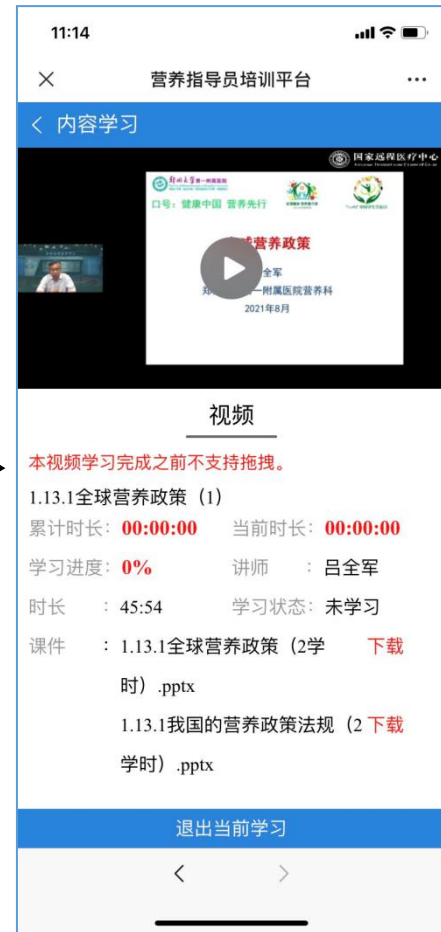 11:14
营养指导员培训平台
内容学习
国家远程医疗中心
郑州大学第一附属医院
口号：健康中国 营养先行
营养政策
全军
一附属医院营养科
2021年8月
视频
本视频学习完成之前不支持拖拽。
1.13.1全球营养政策（1）
累计时长：00:00:00 当前时长：00:00:00
学习进度：0% 讲师 ：吕全军
时长 ：45:54 学习状态：未学习
课件 ：1.13.1全球营养政策（2学 下载
时）.pptx
1.13.1我国的营养政策法规（2 下载
学时）.pptx
退出当前学习